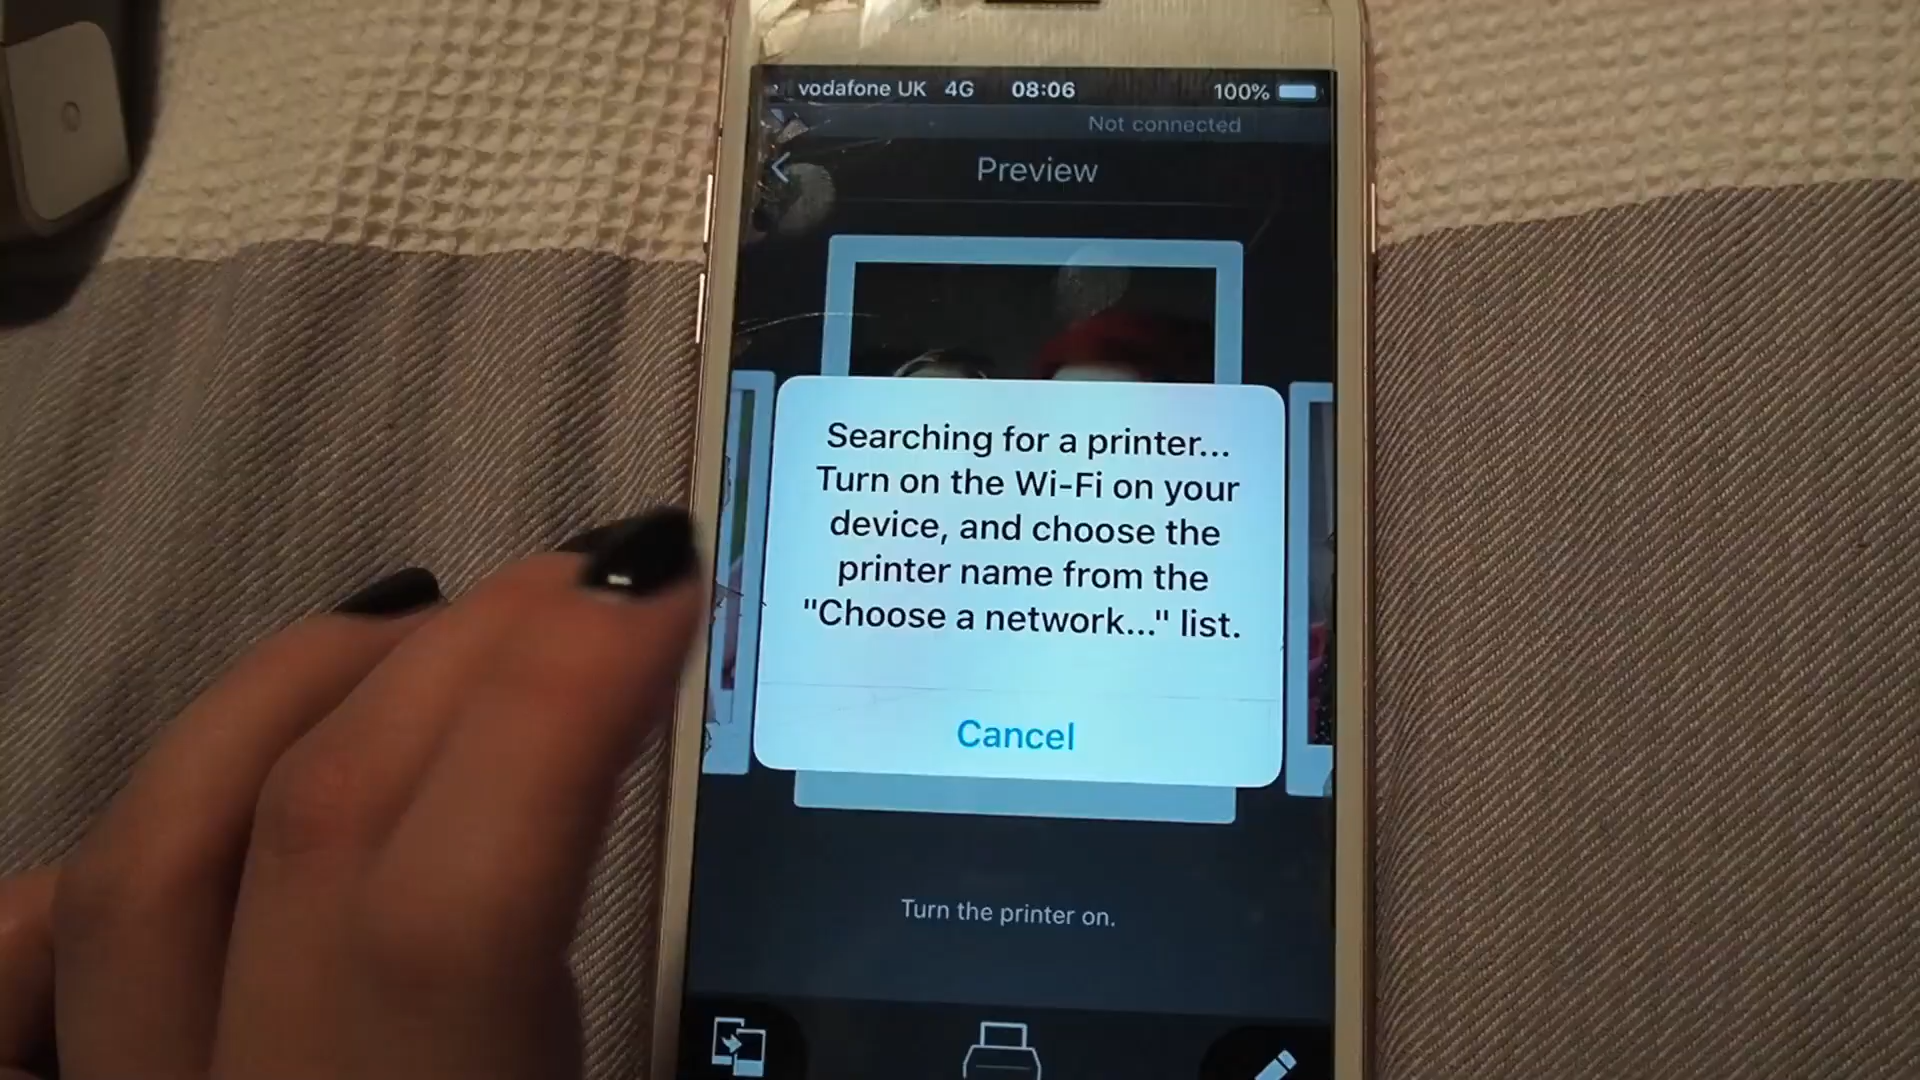 vodafone UK 4G 08:06 100%
Not connected
Preview
Searching for a printer...
Turn on the Wi-Fi on your
device, and choose the
printer name from the
"Choose a network..." list.
Cancel
Turn the printer on.